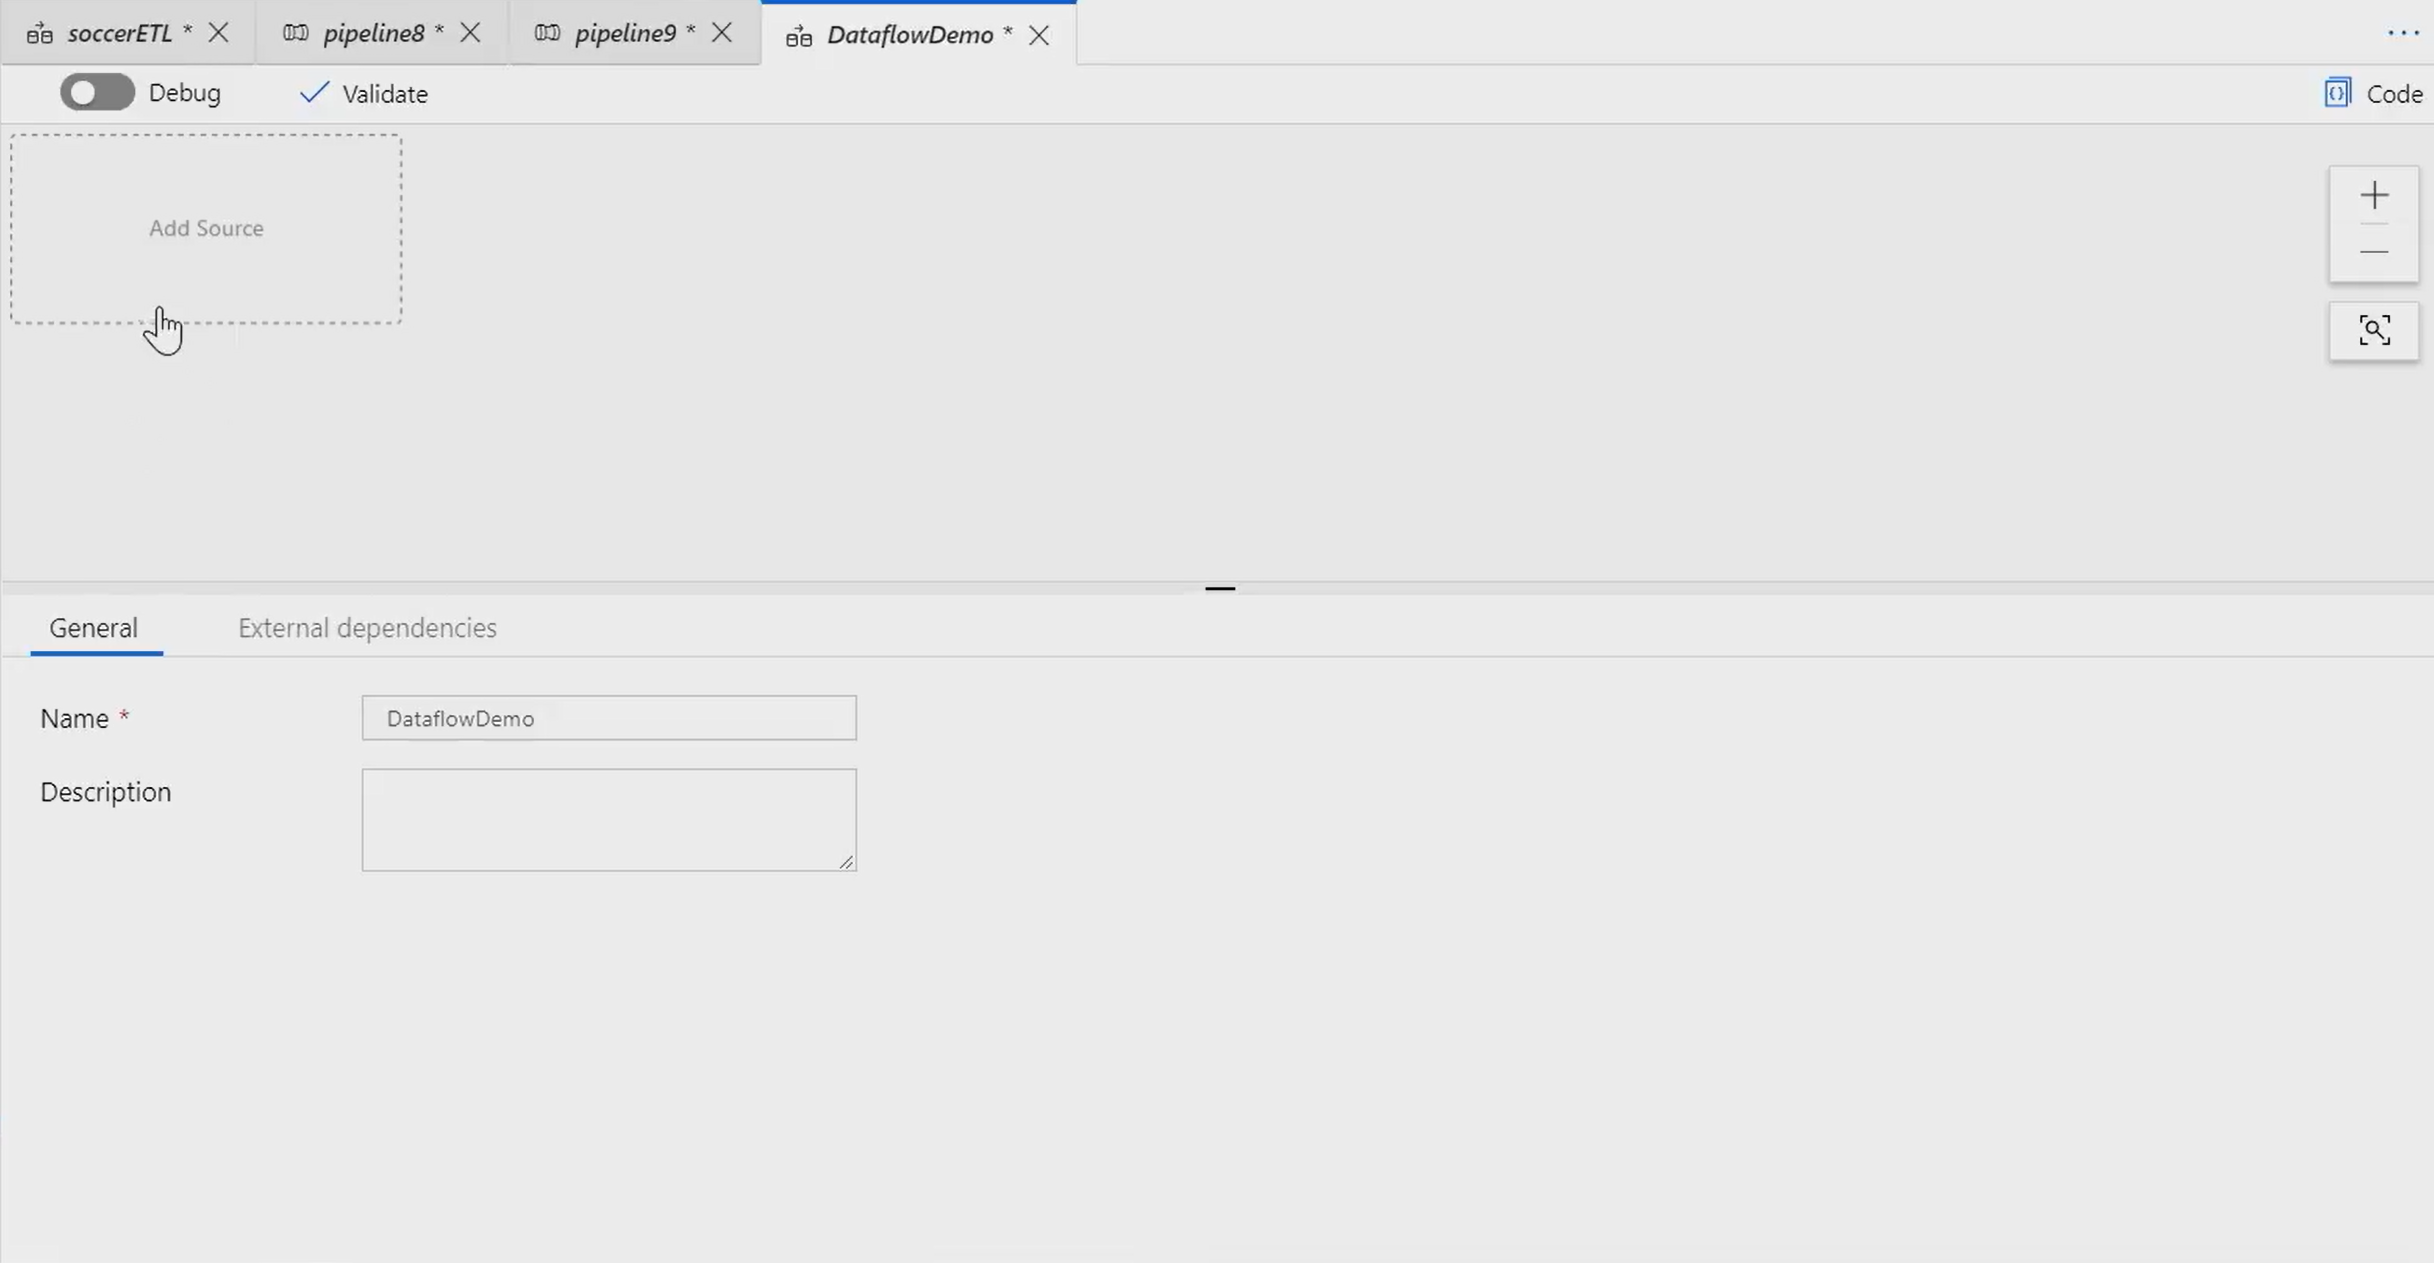 soccerETL * pipeline8 * pipeline9 * DataflowDemo *
Debug Validate Code
Add Source
General External dependencies
Name * DataflowDemo
Description